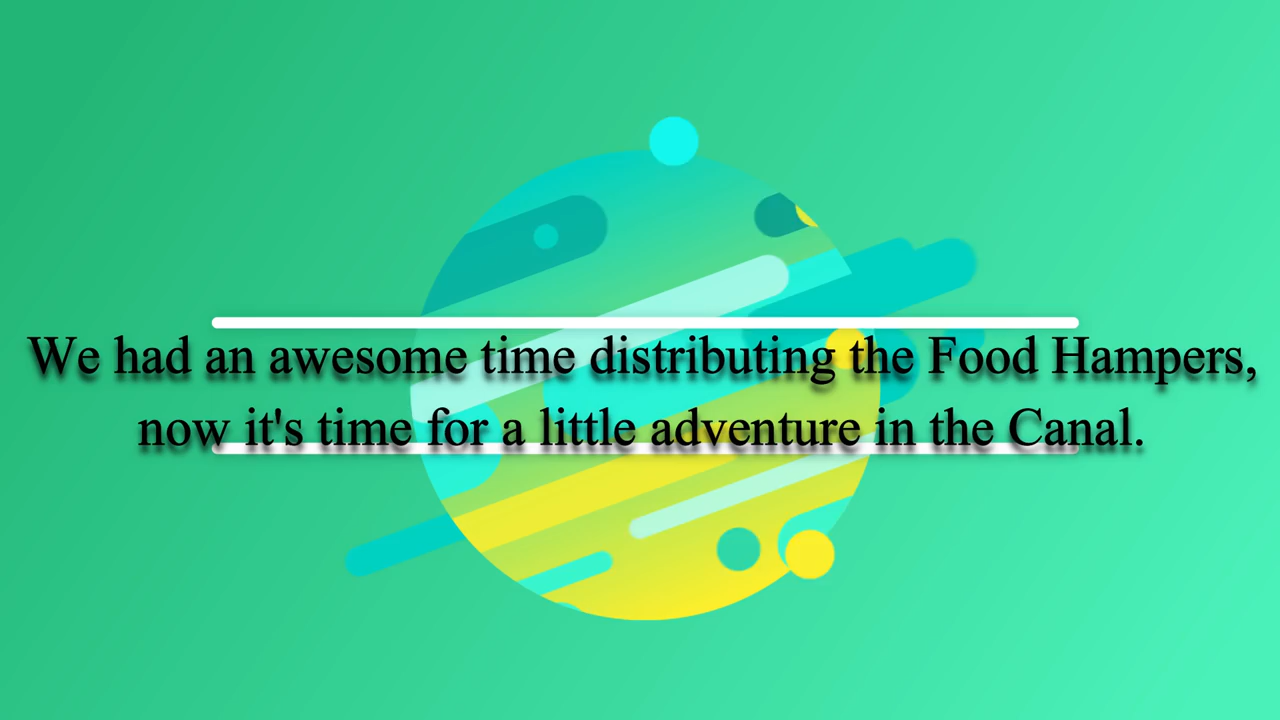 We had an awesome time distributing the Food Hampers,
now it's time for a little adventure in the Canal.